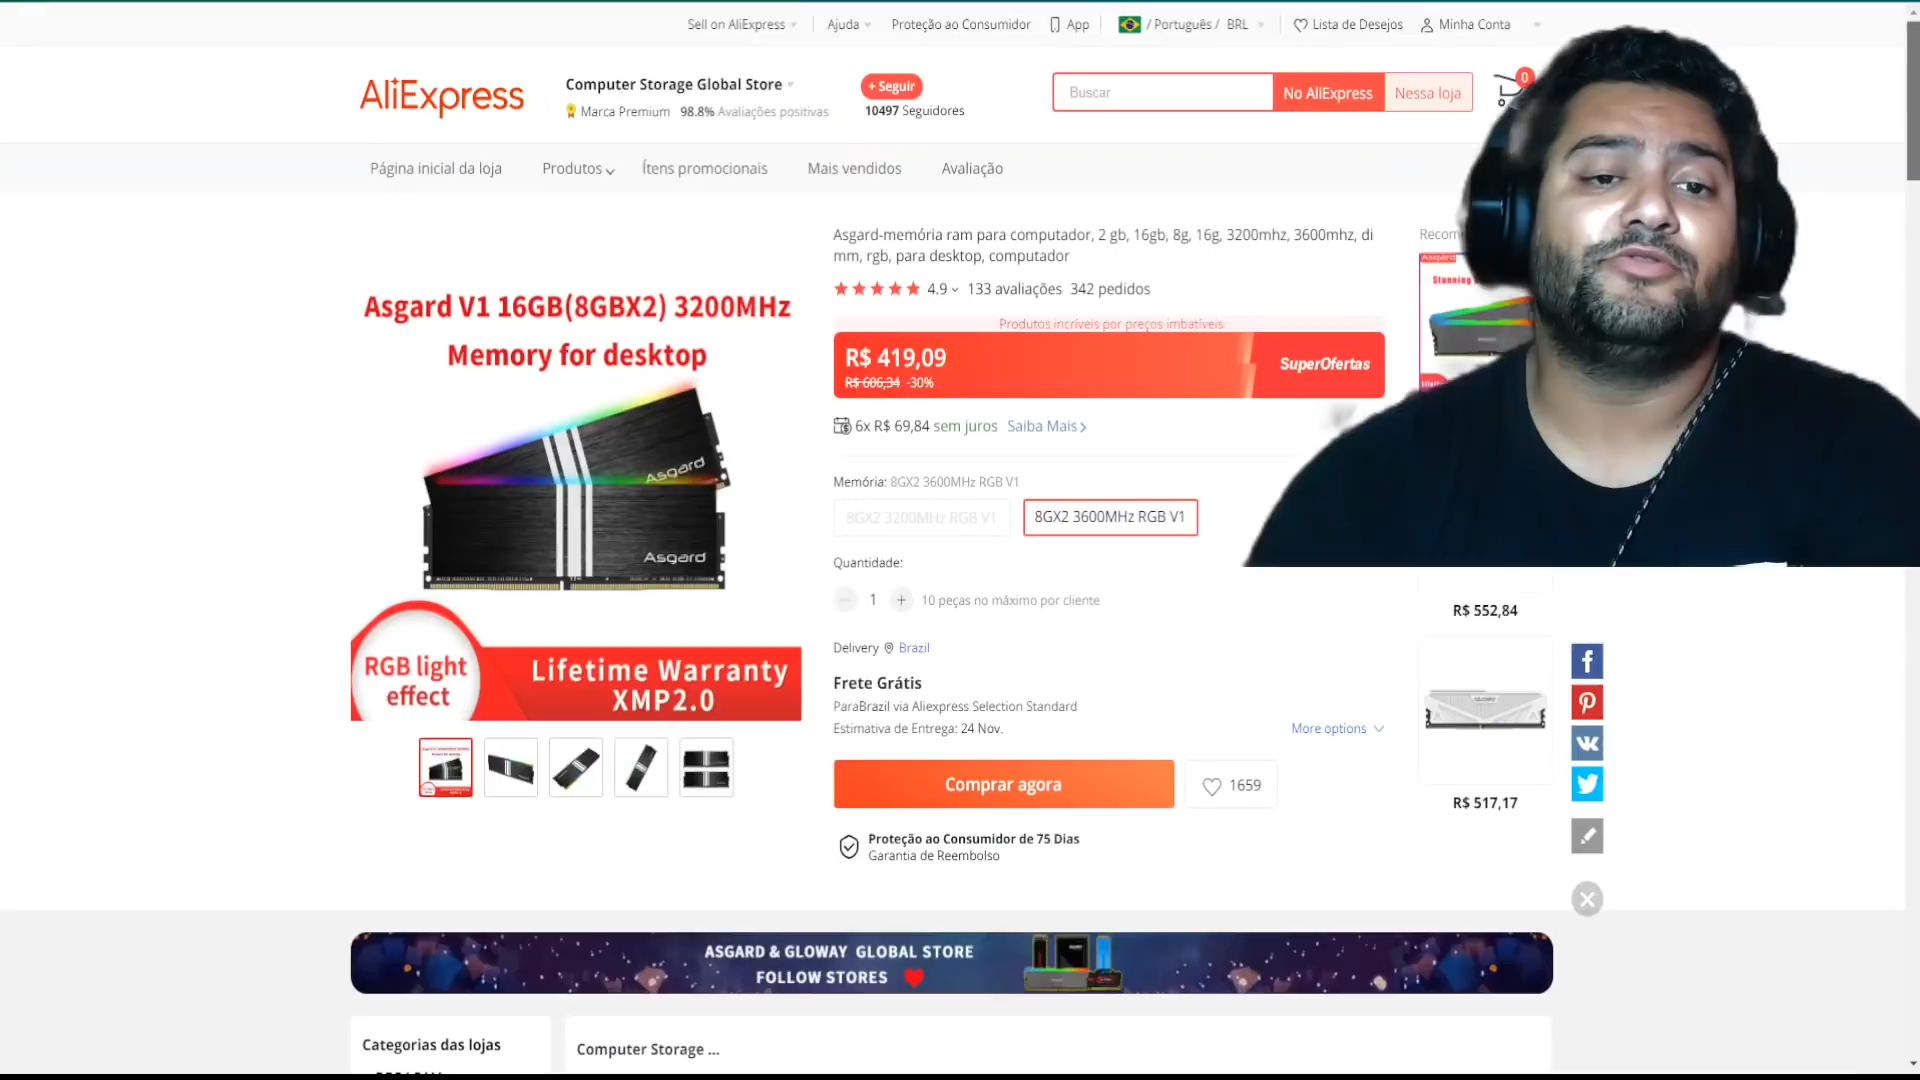 Sell on AliExpress
Ajuda
Proteção ao Consumidor
App
/ Português / BRL
Lista de Desejos
Minha Conta
AliExpress
Computer Storage Global Store
Marca Premium 98.8% Avaliações positivas
+ Seguir
10497 Seguidores
Buscar
No AliExpress
Nessa loja
0
Página inicial da loja
Produtos
Ítens promocionais
Mais vendidos
Avaliação
Asgard V1 16GB(8GBX2) 3200MHz
Memory for desktop
Asgard
Asgard
RGB light
effect
Lifetime Warranty
XMP2.0
Asgard-memória ram para computador, 2 gb, 16gb, 8g, 16g, 3200mhz, 3600mhz, di
mm, rgb, para desktop, computador
4.9
133 avaliações
342 pedidos
Produtos incríveis por preços imbatíveis
R$ 419,09
R$ 606,34 -30%
SuperOfertas
6x R$ 69,84 sem juros Saiba Mais
Memória: 8GX2 3600MHz RGB V1
8GX2 3200MHz RGB V1
8GX2 3600MHz RGB V1
Quantidade:
1
10 peças no máximo por cliente
Delivery Brazil
Frete Grátis
ParaBrazil via Aliexpress Selection Standard
Estimativa de Entrega: 24 Nov.
More options
Comprar agora
1659
Proteção ao Consumidor de 75 Dias
Garantia de Reembolso
Recom
Asgard
Stunning
R$ 552,84
R$ 517,17
ASGARD & GLOWAY GLOBAL STORE
FOLLOW STORES
Categorias das lojas
Computer Storage ...